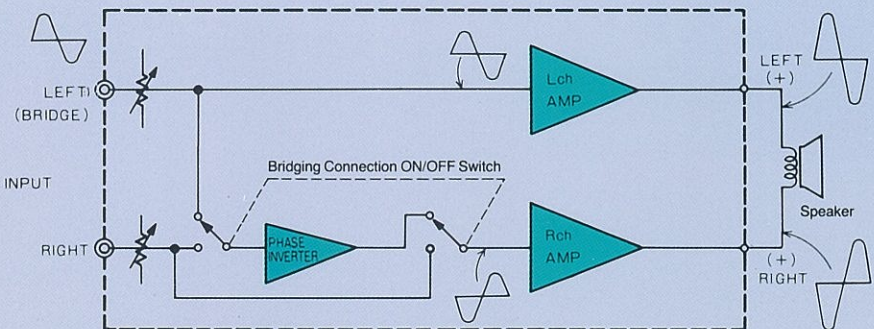 LEFT)
(BRIDGE)
INPUT
RIGHT
Bridging Connection ON/OFF Switch
PHASE
INVERTER
Lch
AMP
Rch
AMP
LEFT
(+)
Speaker
(+)
RIGHT